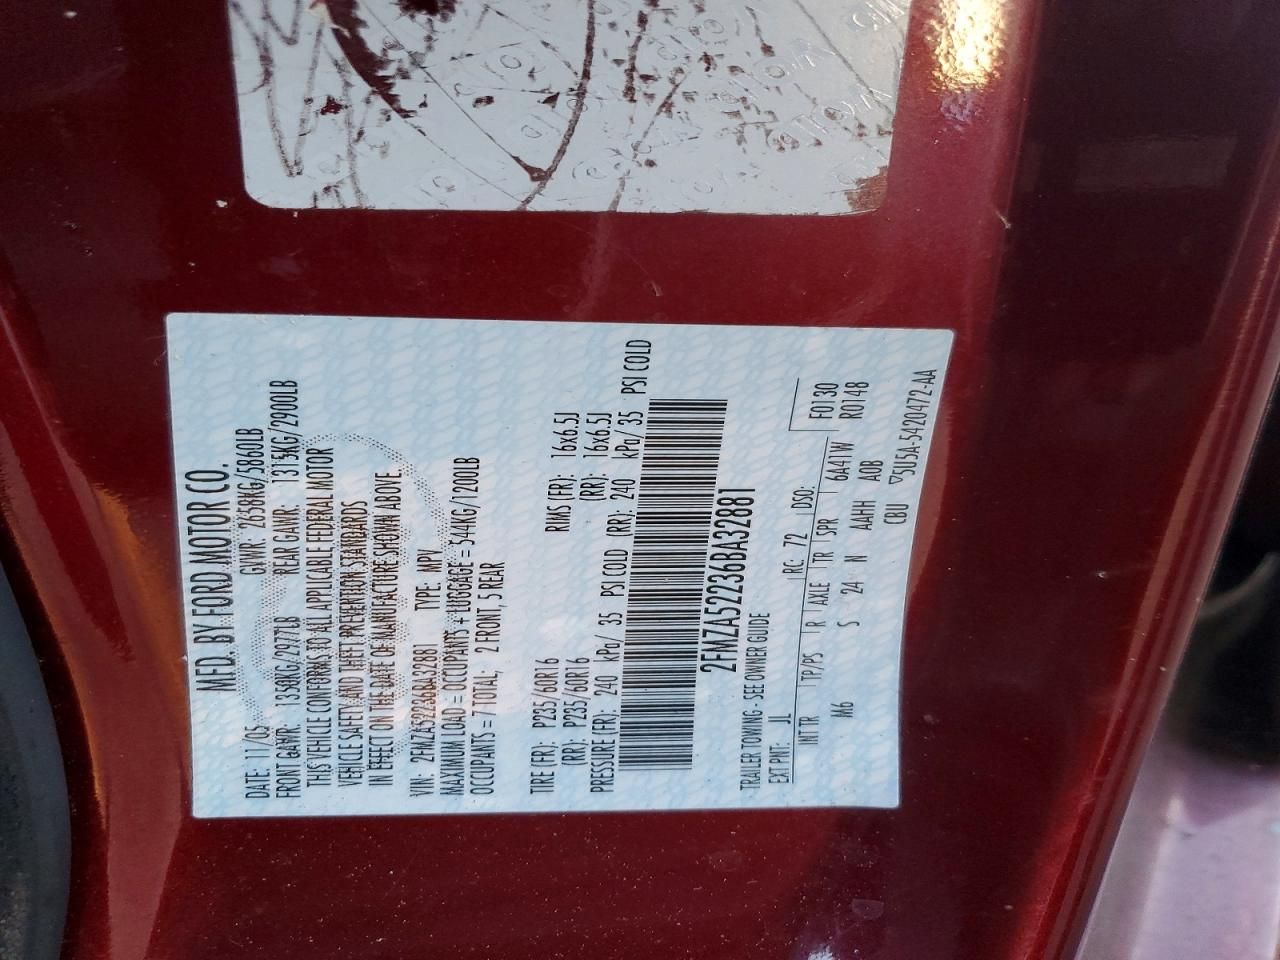 MFD. BY FORD MOTOR CO.
DATE: 11/05 GVWR: 2658KG/5860LB
FRONT GAWR: 1358KG/2977LB REAR GAWR: 1315KG/2900LB
THIS VEHICLE CONFORMS TO ALL APPLICABLE FEDERAL MOTOR
VEHICLE SAFETY AND THEFT PREVENTION STANDARDS
IN EFFECT ON THE DATE OF MANUFACTURE SHOWN ABOVE.
VIN: 2FMZA52236BA32881 TYPE: MPV
MAXIMUM LOAD = OCCUPANTS + LUGGAGE = 544KG/1200LB
OCCUPANTS = 7 TOTAL; 2 FRONT, 5 REAR
TIRE (FR): P235/60R16 RIMS (FR): 16x6.5J
(RR): P235/60R16 (RR): 16x6.5J
PRESSURE (FR): 240 kPa/ 35 PSI COLD (RR): 240 kPa/ 35 PSI COLD
2FMZA52236BA32881
TRAILER TOWING - SEE OWNER GUIDE
EXT PNT: JL RC: 72 DSO: F0130
R0148
INT TR TP/PS R AXLE TR SPR 6A41W
M6 S 24 N AAHH A0B
CBU ▽5U5A-5420472-AA